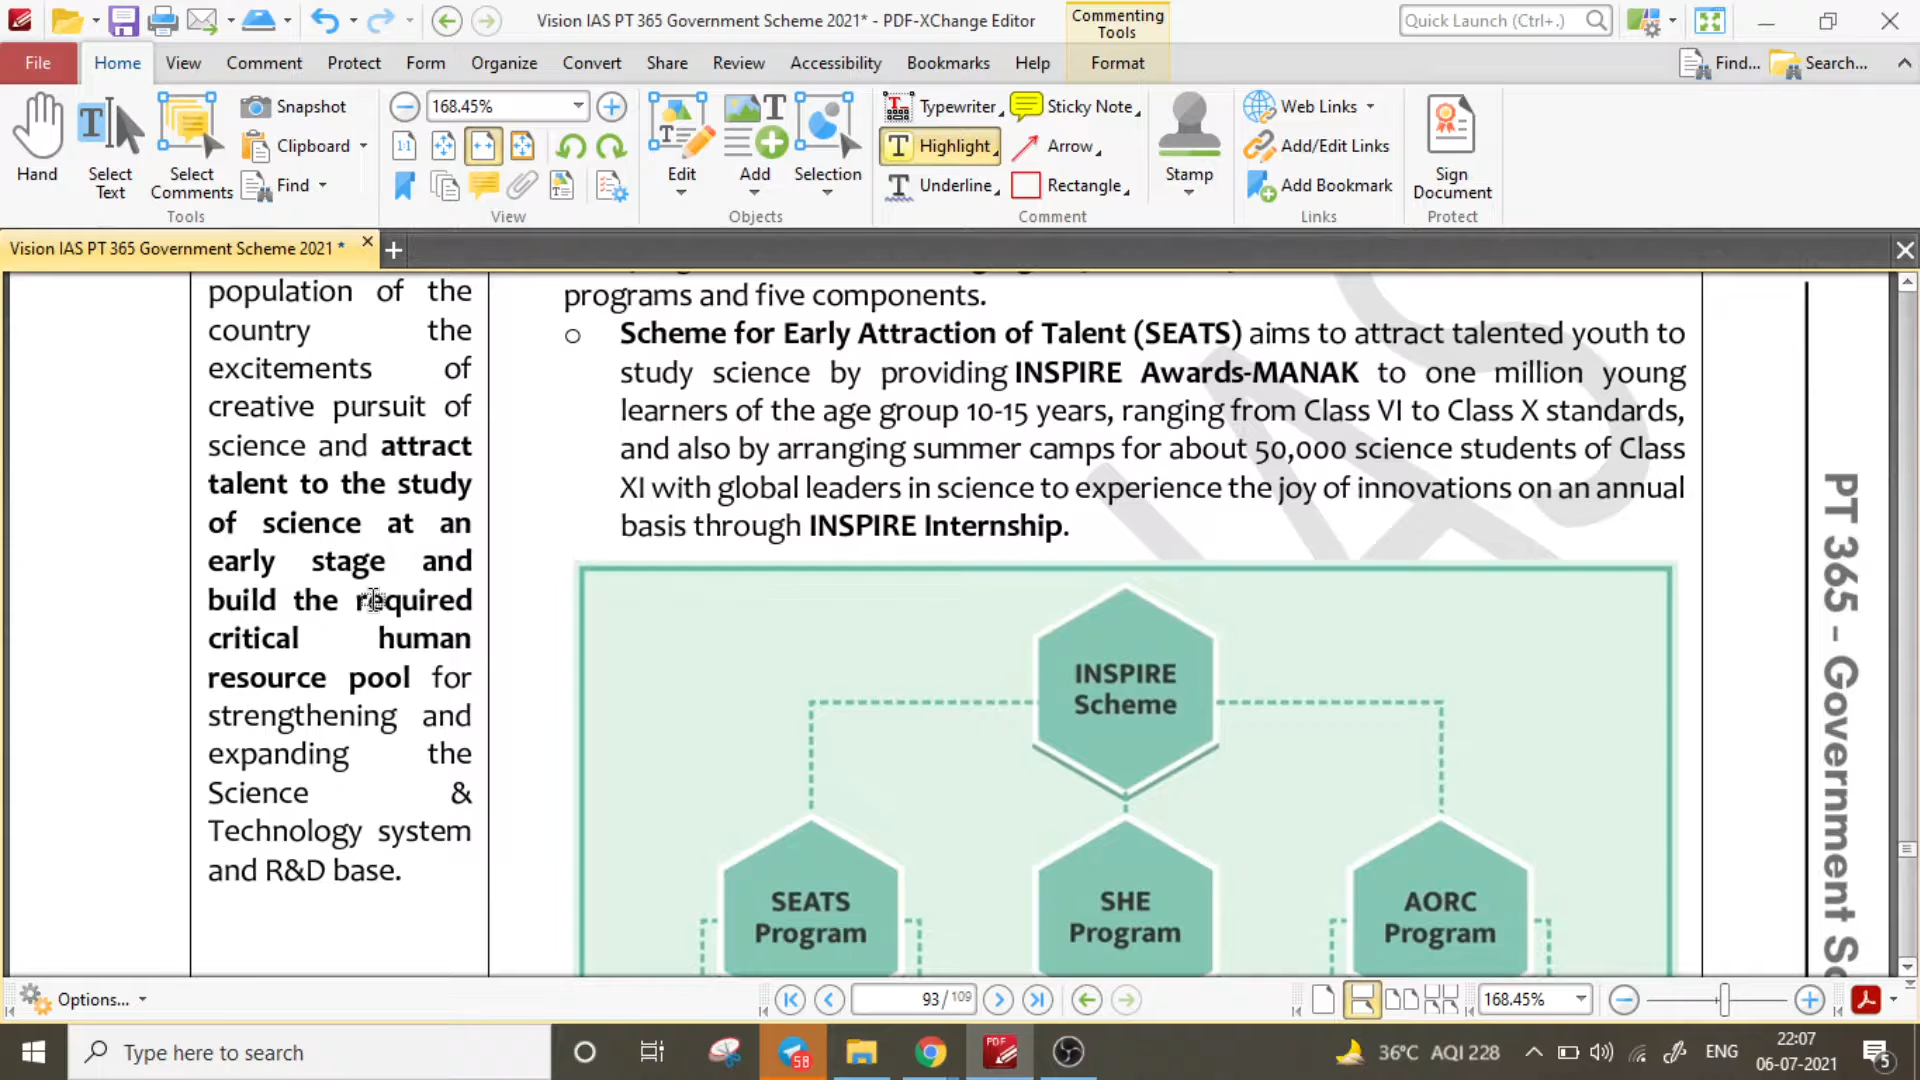 Vision IAS PT 365 Government Scheme 2021* - PDF-XChange Editor
Commenting Tools
Quick Launch (Ctrl+.)
File
Home
View
Comment
Protect
Form
Organize
Convert
Share
Review
Accessibility
Bookmarks
Help
Format
Find...
Search...
Hand
Select Text
Select Comments
Snapshot
Clipboard
Find
Tools
168.45%
1:1
View
Edit
Add
Selection
Objects
Typewriter
Sticky Note
Highlight
Arrow
Underline
Rectangle
Stamp
Comment
Web Links
Add/Edit Links
Add Bookmark
Links
Sign Document
Protect
Vision IAS PT 365 Government Scheme 2021 *
population of the
country the
excitements of
creative pursuit of
science and attract
talent to the study
of science at an
early stage and
build the required
critical human
resource pool for
strengthening and
expanding the
Science &
Technology system
and R&D base.
programs and five components.
o Scheme for Early Attraction of Talent (SEATS) aims to attract talented youth to
study science by providing INSPIRE Awards-MANAK to one million young
learners of the age group 10-15 years, ranging from Class VI to Class X standards,
and also by arranging summer camps for about 50,000 science students of Class
XI with global leaders in science to experience the joy of innovations on an annual
basis through INSPIRE Internship.
INSPIRE
Scheme
SEATS
Program
SHE
Program
AORC
Program
PT 365 - Government Sc
Options...
93 / 109
168.45%
Type here to search
58
PDF
36°C AQI 228
ENG
22:07
06-07-2021
5